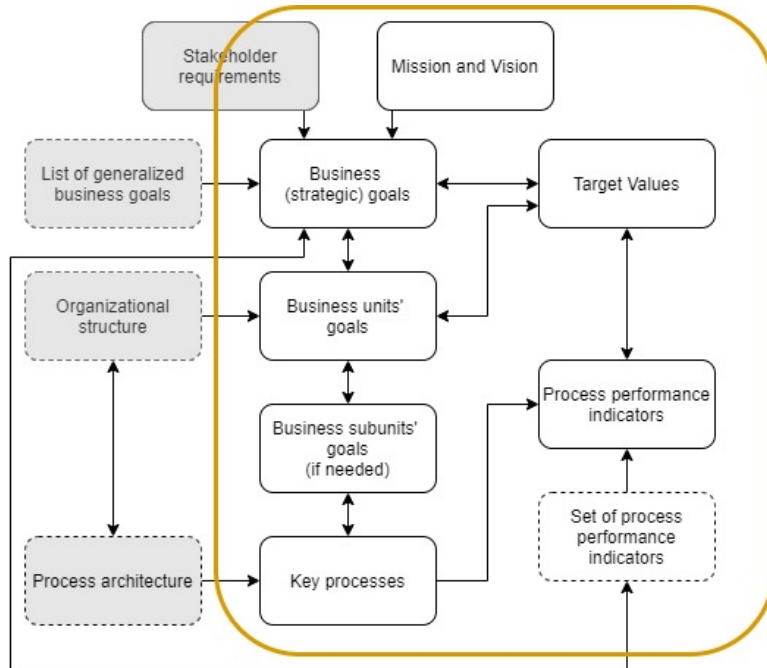 Stakeholder
requirements
Mission and Vision
List of generalized
business goals
Business
(strategic) goals
Target Values
Organizational
structure
Business units'
goals
Business subunits'
goals
(if needed)
Process performance
indicators
Process architecture
Key processes
Set of process
performance
indicators